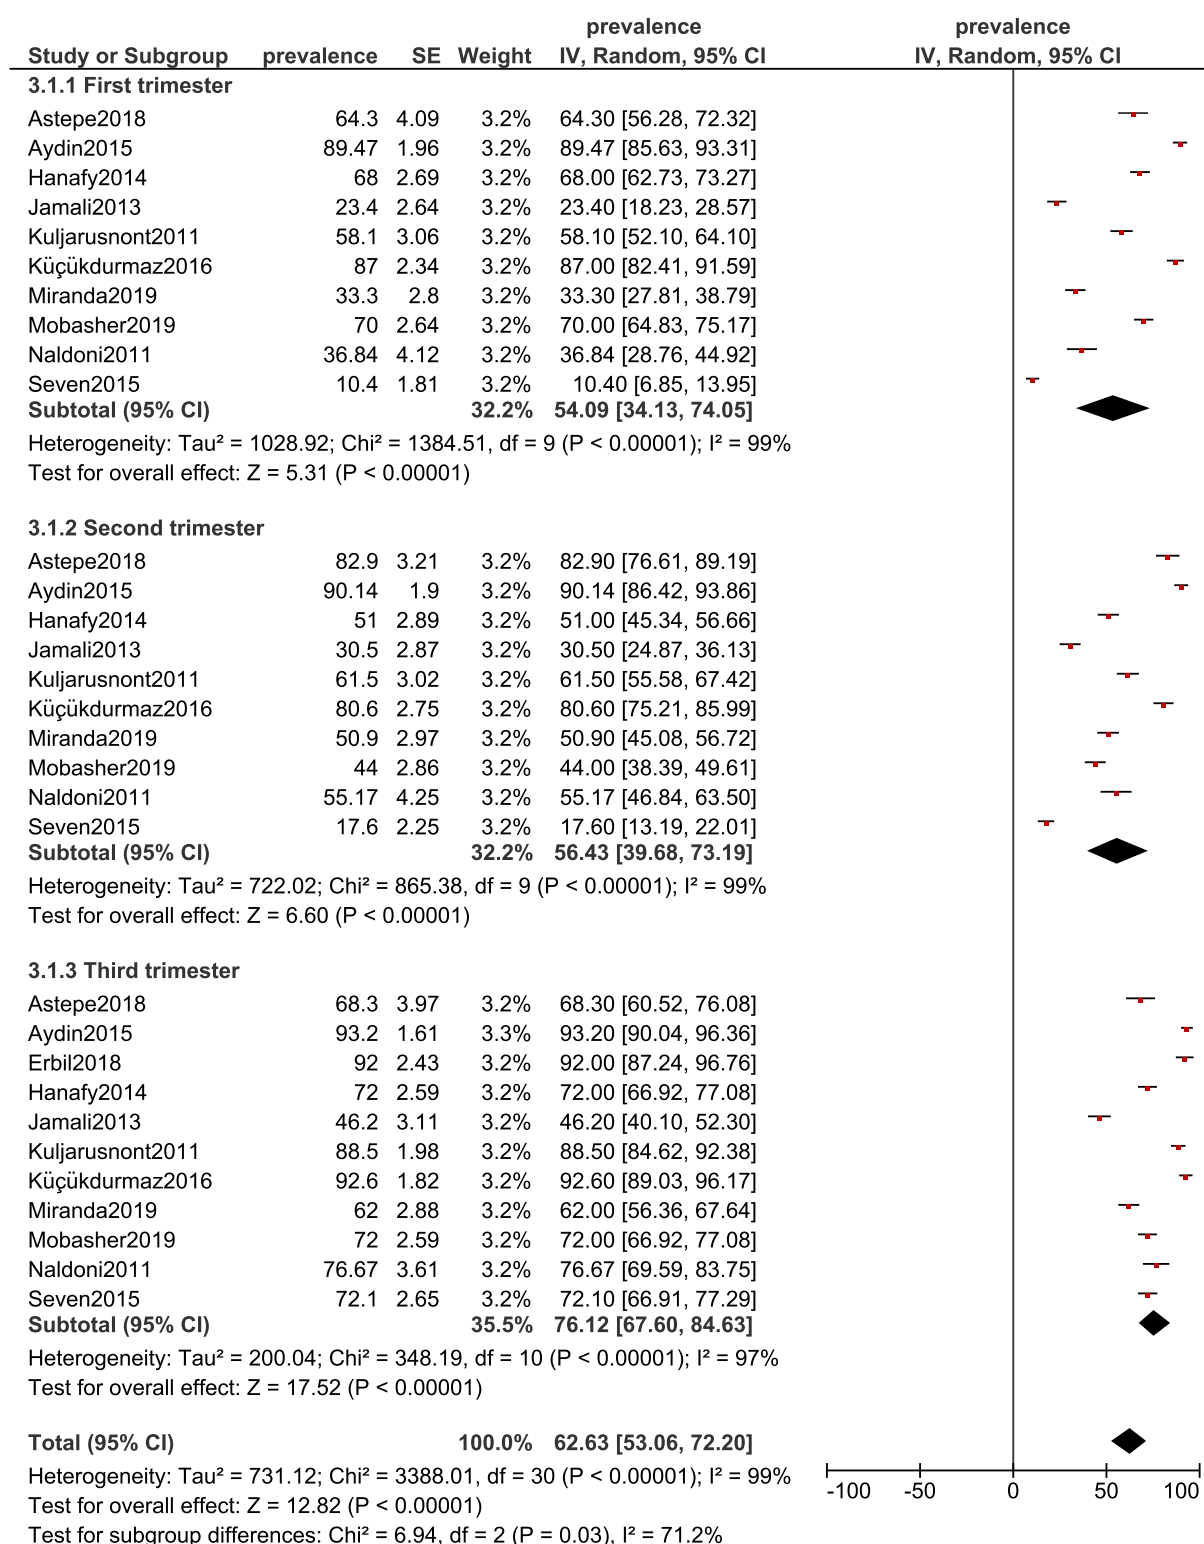 prevalence prevalence
Study or Subgroup prevalence SE Weight IV, Random, 95% CI IV, Random, 95% CI
3.1.1 First trimester
Astepe2018 64.3 4.09 3.2% 64.30 [56.28, 72.32]
Aydin2015 89.47 1.96 3.2% 89.47 [85.63, 93.31]
Hanafy2014 68 2.69 3.2% 68.00 [62.73, 73.27]
Jamali2013 23.4 2.64 3.2% 23.40 [18.23, 28.57]
Kuljarusnont2011 58.1 3.06 3.2% 58.10 [52.10, 64.10]
Küçükdurmaz2016 87 2.34 3.2% 87.00 [82.41, 91.59]
Miranda2019 33.3 2.8 3.2% 33.30 [27.81, 38.79]
Mobasher2019 70 2.64 3.2% 70.00 [64.83, 75.17]
Naldoni2011 36.84 4.12 3.2% 36.84 [28.76, 44.92]
Seven2015 10.4 1.81 3.2% 10.40 [6.85, 13.95]
Subtotal (95% CI) 32.2% 54.09 [34.13, 74.05]
Heterogeneity: Tau² = 1028.92; Chi² = 1384.51, df = 9 (P < 0.00001); I² = 99%
Test for overall effect: Z = 5.31 (P < 0.00001)
3.1.2 Second trimester
Astepe2018 82.9 3.21 3.2% 82.90 [76.61, 89.19]
Aydin2015 90.14 1.9 3.2% 90.14 [86.42, 93.86]
Hanafy2014 51 2.89 3.2% 51.00 [45.34, 56.66]
Jamali2013 30.5 2.87 3.2% 30.50 [24.87, 36.13]
Kuljarusnont2011 61.5 3.02 3.2% 61.50 [55.58, 67.42]
Küçükdurmaz2016 80.6 2.75 3.2% 80.60 [75.21, 85.99]
Miranda2019 50.9 2.97 3.2% 50.90 [45.08, 56.72]
Mobasher2019 44 2.86 3.2% 44.00 [38.39, 49.61]
Naldoni2011 55.17 4.25 3.2% 55.17 [46.84, 63.50]
Seven2015 17.6 2.25 3.2% 17.60 [13.19, 22.01]
Subtotal (95% CI) 32.2% 56.43 [39.68, 73.19]
Heterogeneity: Tau² = 722.02; Chi² = 865.38, df = 9 (P < 0.00001); I² = 99%
Test for overall effect: Z = 6.60 (P < 0.00001)
3.1.3 Third trimester
Astepe2018 68.3 3.97 3.2% 68.30 [60.52, 76.08]
Aydin2015 93.2 1.61 3.3% 93.20 [90.04, 96.36]
Erbil2018 92 2.43 3.2% 92.00 [87.24, 96.76]
Hanafy2014 72 2.59 3.2% 72.00 [66.92, 77.08]
Jamali2013 46.2 3.11 3.2% 46.20 [40.10, 52.30]
Kuljarusnont2011 88.5 1.98 3.2% 88.50 [84.62, 92.38]
Küçükdurmaz2016 92.6 1.82 3.2% 92.60 [89.03, 96.17]
Miranda2019 62 2.88 3.2% 62.00 [56.36, 67.64]
Mobasher2019 72 2.59 3.2% 72.00 [66.92, 77.08]
Naldoni2011 76.67 3.61 3.2% 76.67 [69.59, 83.75]
Seven2015 72.1 2.65 3.2% 72.10 [66.91, 77.29]
Subtotal (95% CI) 35.5% 76.12 [67.60, 84.63]
Heterogeneity: Tau² = 200.04; Chi² = 348.19, df = 10 (P < 0.00001); I² = 97%
Test for overall effect: Z = 17.52 (P < 0.00001)
Total (95% CI) 100.0% 62.63 [53.06, 72.20]
Heterogeneity: Tau² = 731.12; Chi² = 3388.01, df = 30 (P < 0.00001); I² = 99%
-100 -50 0 50 100
Test for overall effect: Z = 12.82 (P < 0.00001)
Test for subgroup differences: Chi² = 6.94, df = 2 (P = 0.03), I² = 71.2%